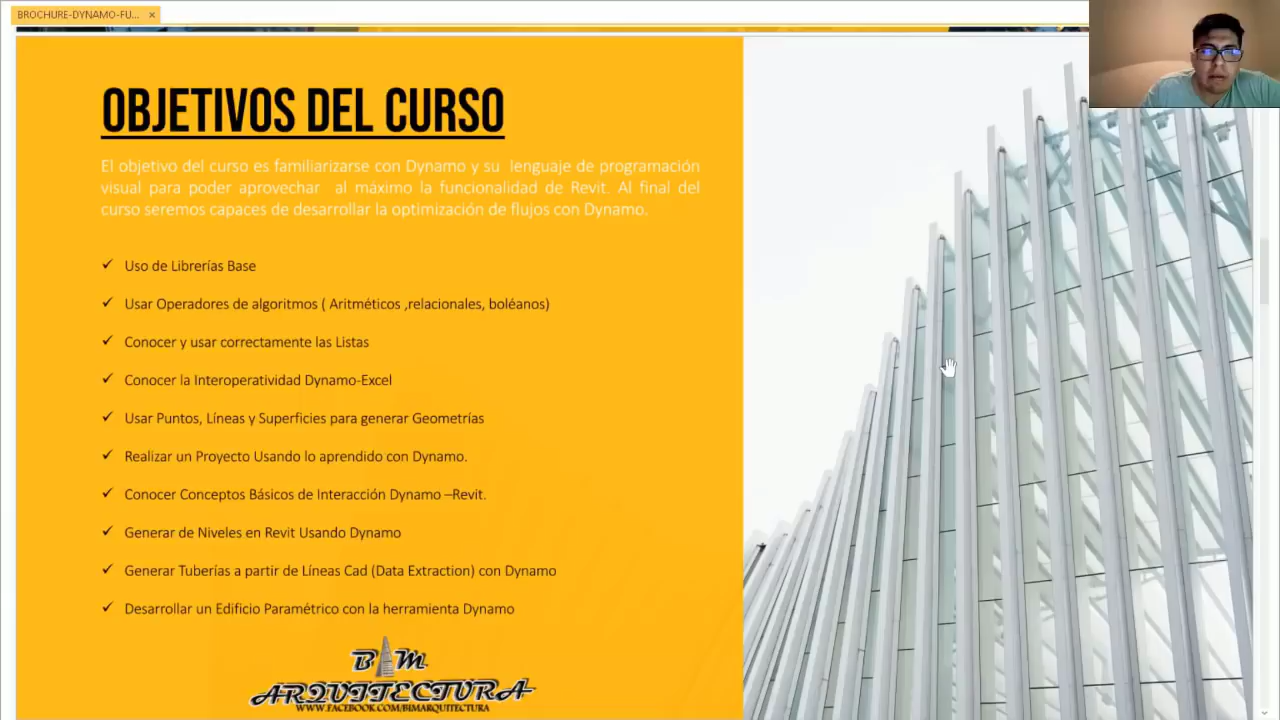 BROCHURE-DYNAMO-FU... ×
OBJETIVOS DEL CURSO
El objetivo del curso es familiarizarse con Dynamo y su lenguaje de programación
visual para poder aprovechar al máximo la funcionalidad de Revit. Al final del
curso seremos capaces de desarrollar la optimización de flujos con Dynamo.
✓ Uso de Librerías Base
✓ Usar Operadores de algoritmos ( Aritméticos ,relacionales, boléanos)
✓ Conocer y usar correctamente las Listas
✓ Conocer la Interoperatividad Dynamo-Excel
✓ Usar Puntos, Líneas y Superficies para generar Geometrías
✓ Realizar un Proyecto Usando lo aprendido con Dynamo.
✓ Conocer Conceptos Básicos de Interacción Dynamo –Revit.
✓ Generar de Niveles en Revit Usando Dynamo
✓ Generar Tuberías a partir de Líneas Cad (Data Extraction) con Dynamo
✓ Desarrollar un Edificio Paramétrico con la herramienta Dynamo
BIM
ARQUITECTURA
WWW.FACEBOOK.COM/BIMARQUITECTURA